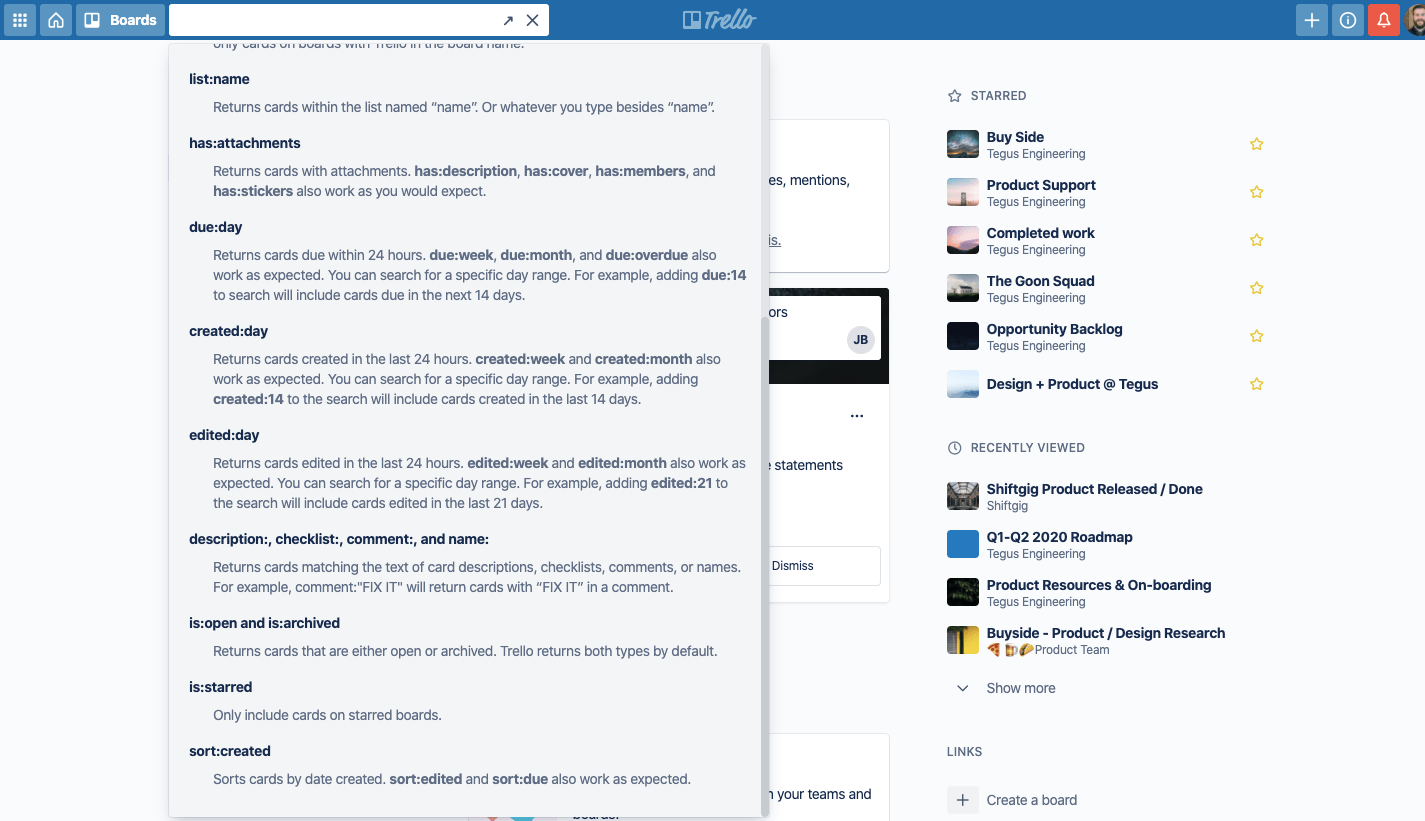 Boards
Trello
only cards on boards with Trello in the board name.
list:name
Returns cards within the list named “name”. Or whatever you type besides “name”.
has:attachments
Returns cards with attachments. has:description, has:cover, has:members, and
has:stickers also work as you would expect.
due:day
Returns cards due within 24 hours. due:week, due:month, and due:overdue also
work as expected. You can search for a specific day range. For example, adding due:14
to search will include cards due in the next 14 days.
created:day
Returns cards created in the last 24 hours. created:week and created:month also
work as expected. You can search for a specific day range. For example, adding
created:14 to the search will include cards created in the last 14 days.
edited:day
Returns cards edited in the last 24 hours. edited:week and edited:month also work as
expected. You can search for a specific day range. For example, adding edited:21 to
the search will include cards edited in the last 21 days.
description:, checklist:, comment:, and name:
Returns cards matching the text of card descriptions, checklists, comments, or names.
For example, comment:"FIX IT" will return cards with “FIX IT” in a comment.
is:open and is:archived
Returns cards that are either open or archived. Trello returns both types by default.
is:starred
Only include cards on starred boards.
sort:created
Sorts cards by date created. sort:edited and sort:due also work as expected.
es, mentions,
is.
ors
JB
statements
Dismiss
your teams and
boards.
STARRED
Buy Side
Tegus Engineering
Product Support
Tegus Engineering
Completed work
Tegus Engineering
The Goon Squad
Tegus Engineering
Opportunity Backlog
Tegus Engineering
Design + Product @ Tegus
RECENTLY VIEWED
Shiftgig Product Released / Done
Shiftgig
Q1-Q2 2020 Roadmap
Tegus Engineering
Product Resources & On-boarding
Tegus Engineering
Buyside - Product / Design Research
🍕🍺🌮Product Team
Show more
LINKS
Create a board